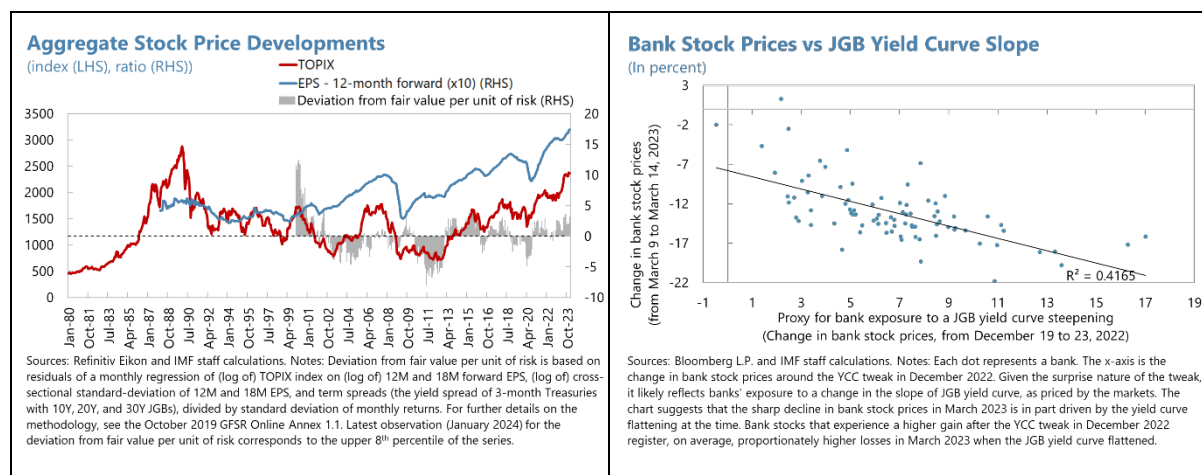 Aggregate Stock Price Developments
(index (LHS), ratio (RHS))
TOPIX
EPS - 12-month forward (x10) (RHS)
Deviation from fair value per unit of risk (RHS)
3500
3000
2500
2000
1500
1000
500
0
20
15
10
5
0
-5
-10
Jan-80
Oct-81
Jul-83
Apr-85
Jan-87
Oct-88
Jul-90
Apr-92
Jan-94
Oct-95
Jul-97
Apr-99
Jan-01
Oct-02
Jul-04
Apr-06
Jan-08
Oct-09
Jul-11
Apr-13
Jan-15
Oct-16
Jul-18
Apr-20
Jan-22
Oct-23
Sources: Refinitiv Eikon and IMF staff calculations. Notes: Deviation from fair value per unit of risk is based on
residuals of a monthly regression of (log of) TOPIX index on (log of) 12M and 18M forward EPS, (log of) cross-
sectional standard-deviation of 12M and 18M EPS, and term spreads (the yield spread of 3-month Treasuries
with 10Y, 20Y, and 30Y JGBs), divided by standard deviation of monthly returns. For further details on the
methodology, see the October 2019 GFSR Online Annex 1.1. Latest observation (January 2024) for the
deviation from fair value per unit of risk corresponds to the upper 8th percentile of the series.
Bank Stock Prices vs JGB Yield Curve Slope
(In percent)
Change in bank stock prices
(from March 9 to March 14, 2023)
3
-2
-7
-12
-17
-22
R² = 0.4165
-1 1 3 5 7 9 11 13 15 17 19
Proxy for bank exposure to a JGB yield curve steepening
(Change in bank stock prices, from December 19 to 23, 2022)
Sources: Bloomberg L.P. and IMF staff calculations. Notes: Each dot represents a bank. The x-axis is the
change in bank stock prices around the YCC tweak in December 2022. Given the surprise nature of the tweak,
it likely reflects banks' exposure to a change in the slope of JGB yield curve, as priced by the markets. The
chart suggests that the sharp decline in bank stock prices in March 2023 is in part driven by the yield curve
flattening at the time. Bank stocks that experience a higher gain after the YCC tweak in December 2022
register, on average, proportionately higher losses in March 2023 when the JGB yield curve flattened.